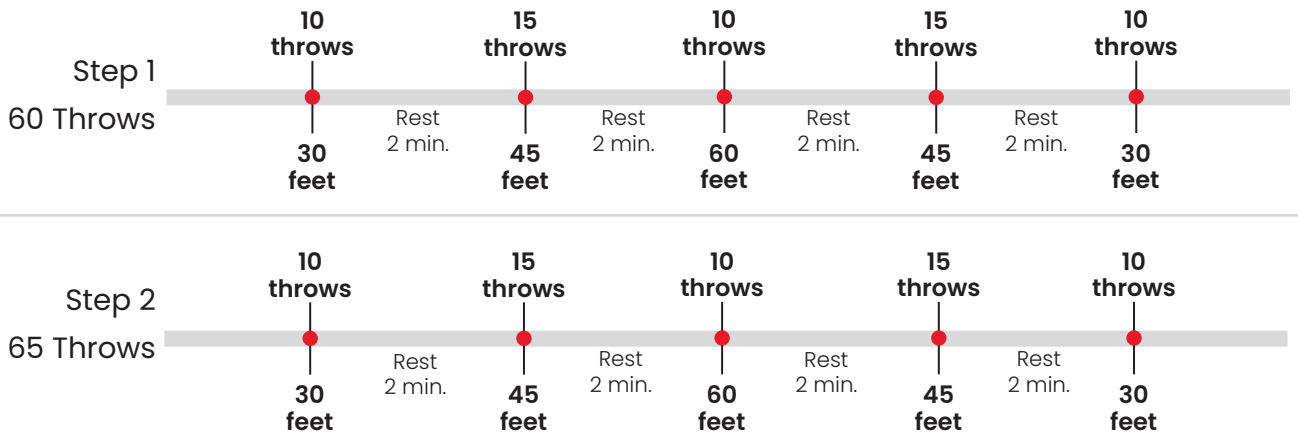 10 throws
15 throws
10 throws
15 throws
10 throws
Step 1
60 Throws
Rest 2 min.
Rest 2 min.
Rest 2 min.
Rest 2 min.
30 feet
45 feet
60 feet
45 feet
30 feet
10 throws
15 throws
10 throws
15 throws
10 throws
Step 2
65 Throws
Rest 2 min.
Rest 2 min.
Rest 2 min.
Rest 2 min.
30 feet
45 feet
60 feet
45 feet
30 feet